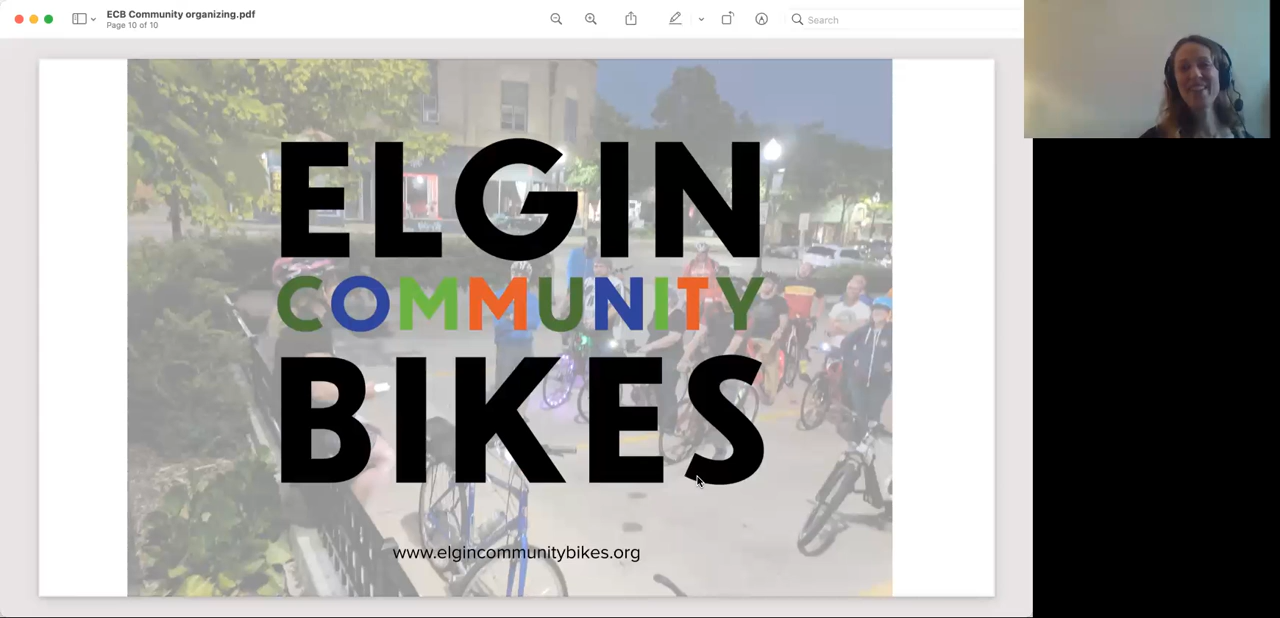 ECB Community organizing.pdf
Page 10 of 10
Search
ELGIN
COMMUNITY
BIKES
www.elgincommunitybikes.org